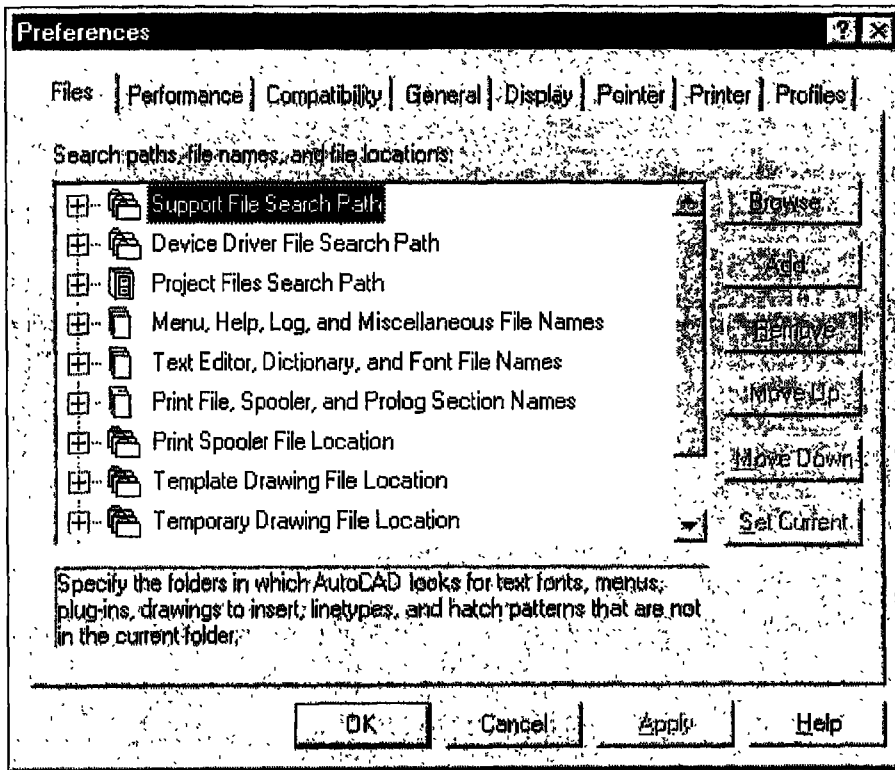 Preferences
Files Performance Compatibility General Display Pointer Printer Profiles
Search paths, file names, and file locations:
Support File Search Path
Browse
Device Driver File Search Path
Add
Project Files Search Path
Remove
Menu, Help, Log, and Miscellaneous File Names
Text Editor, Dictionary, and Font File Names
Move Up
Print File, Spooler, and Prolog Section Names
Print Spooler File Location
Move Down
Template Drawing File Location
Temporary Drawing File Location
Set Current
Specify the folders in which AutoCAD looks for text fonts, menus,
plug-ins, drawings to insert, linetypes, and hatch patterns that are not
in the current folder.
OK Cancel Apply Help